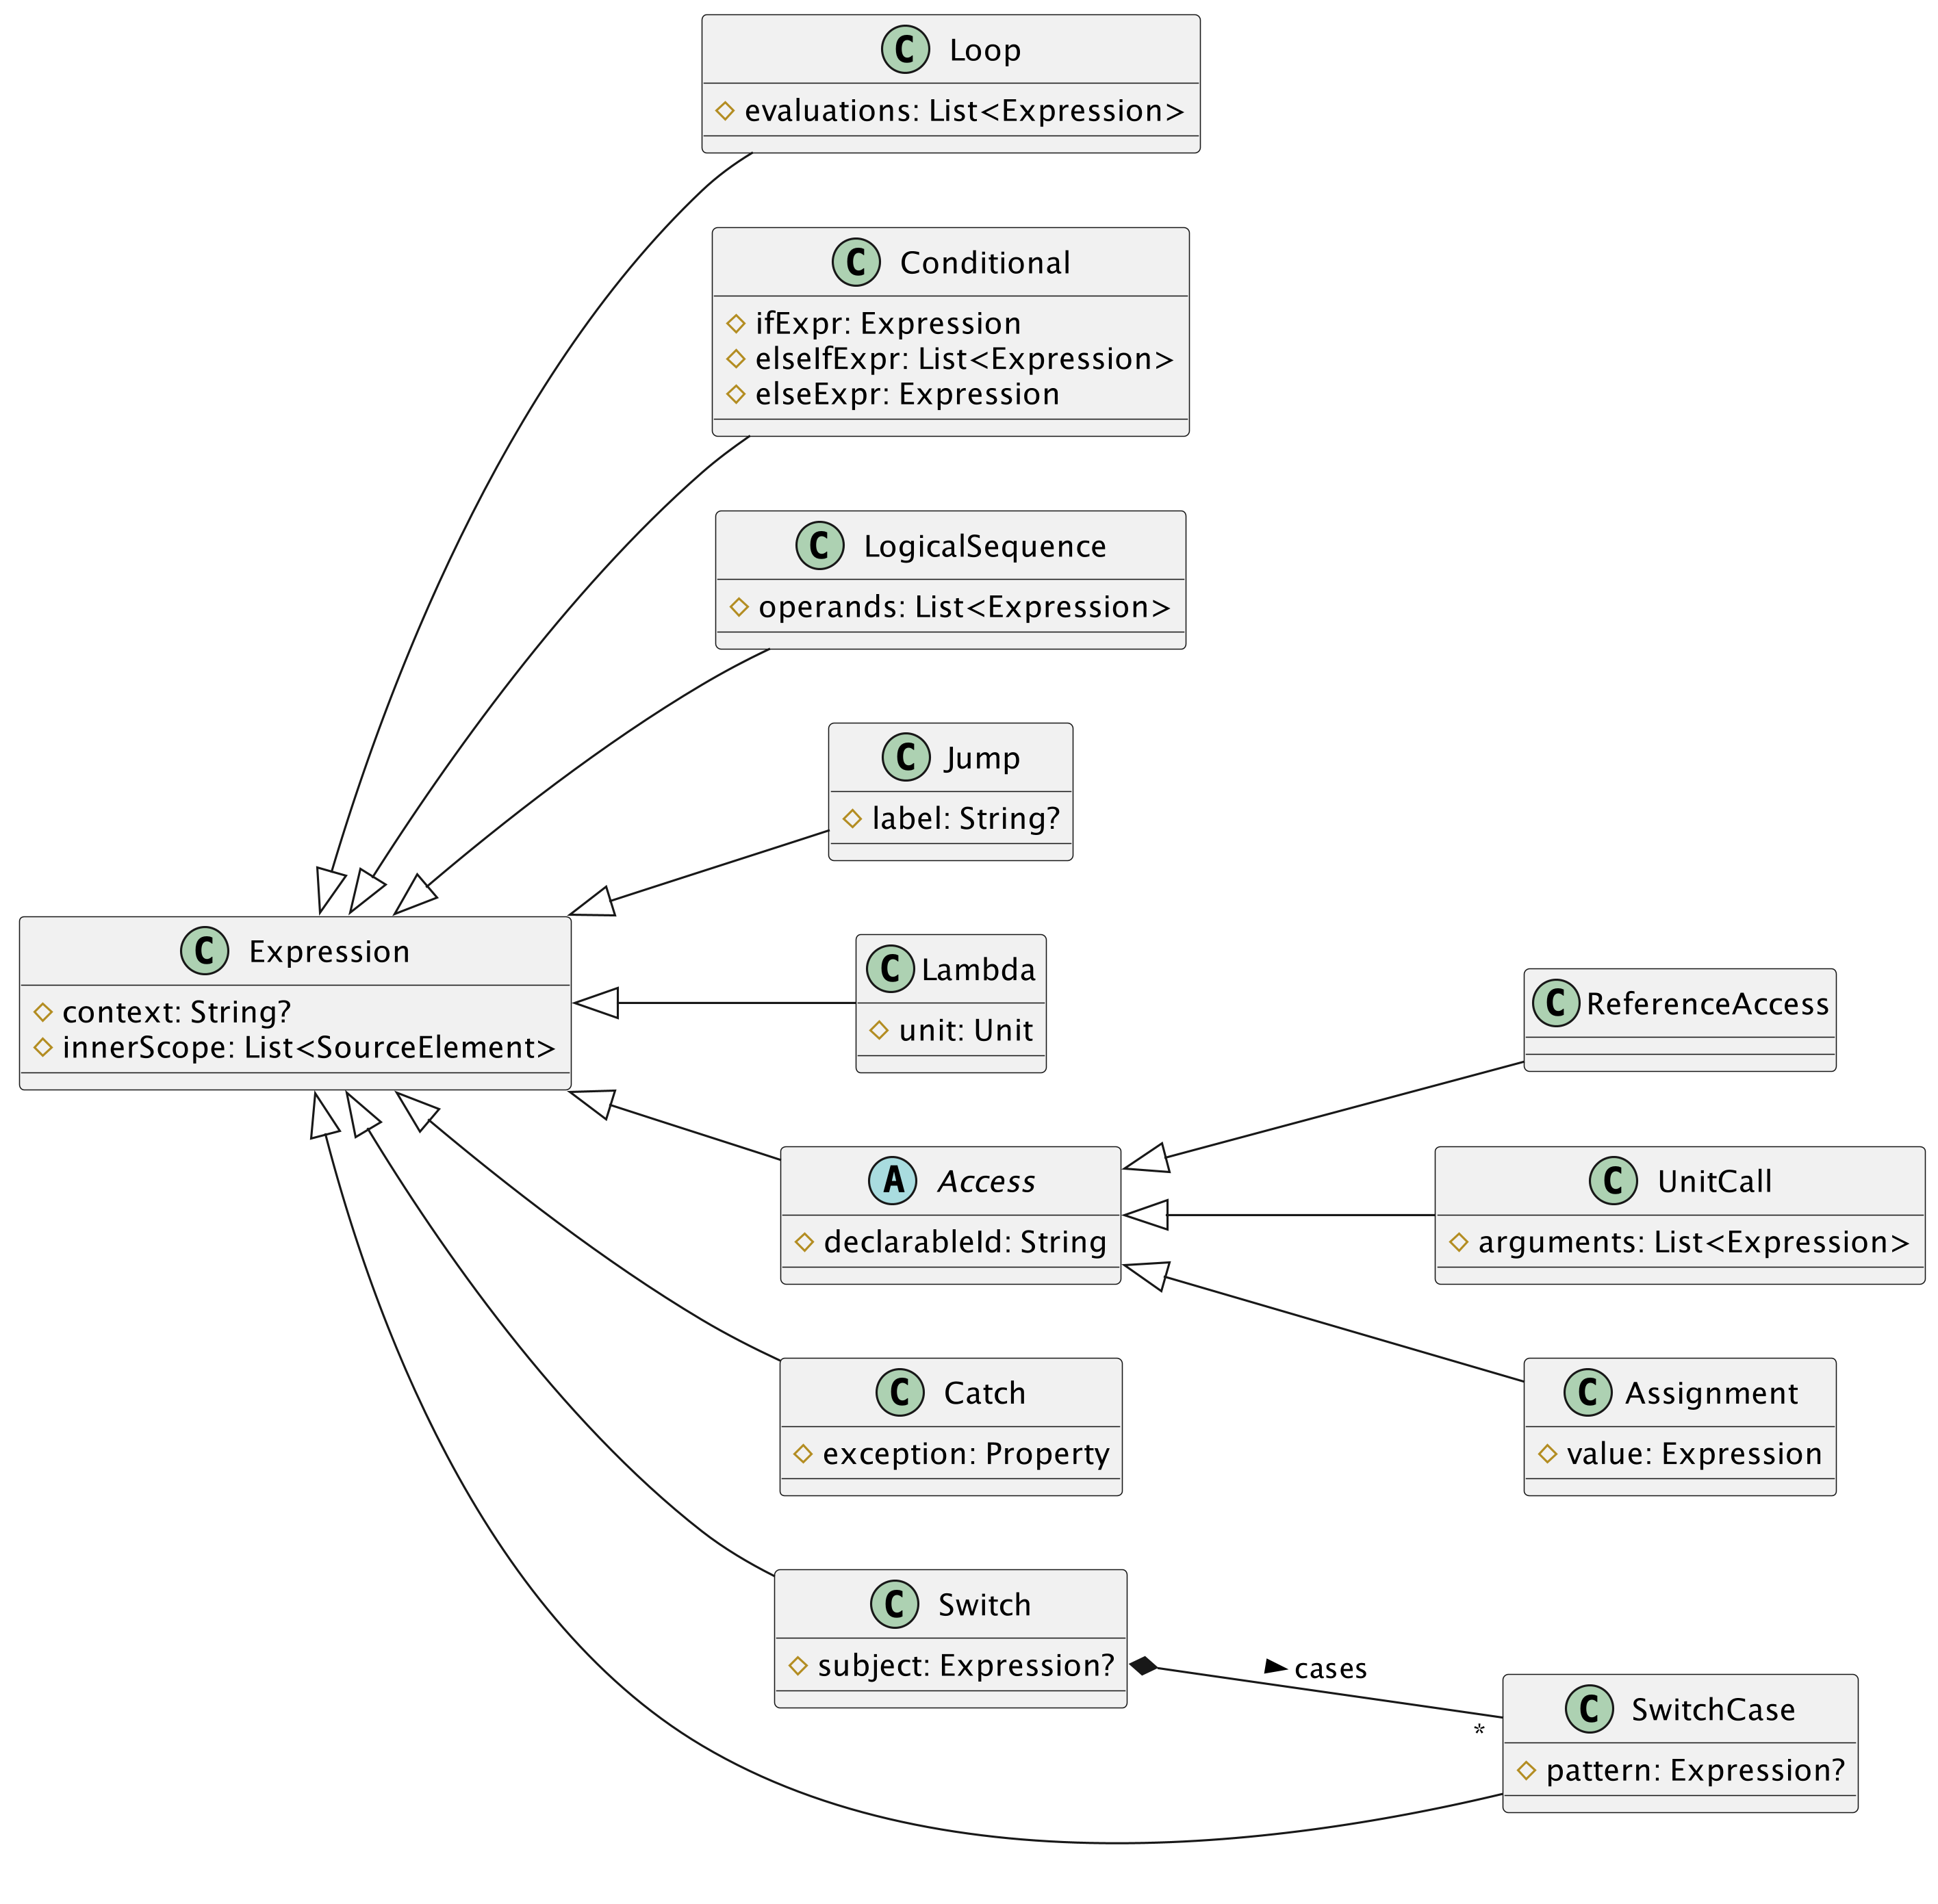 C Loop
evaluations: List<Expression>
C Conditional
ifExpr: Expression
elseIfExpr: List<Expression>
elseExpr: Expression
C LogicalSequence
operands: List<Expression>
C Jump
label: String?
C Expression
context: String?
innerScope: List<SourceElement>
C Lambda
unit: Unit
C ReferenceAccess
A Access
declarableId: String
C UnitCall
arguments: List<Expression>
C Catch
exception: Property
C Assignment
value: Expression
C Switch
subject: Expression?
cases
*
C SwitchCase
pattern: Expression?